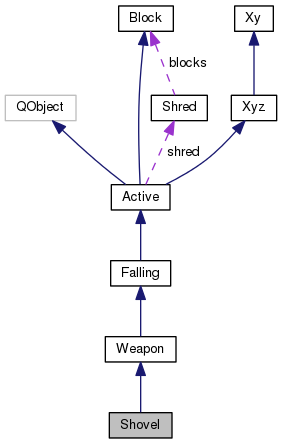 Block
Xy
blocks
QObject
Shred
Xyz
shred
Active
Falling
Weapon
Shovel